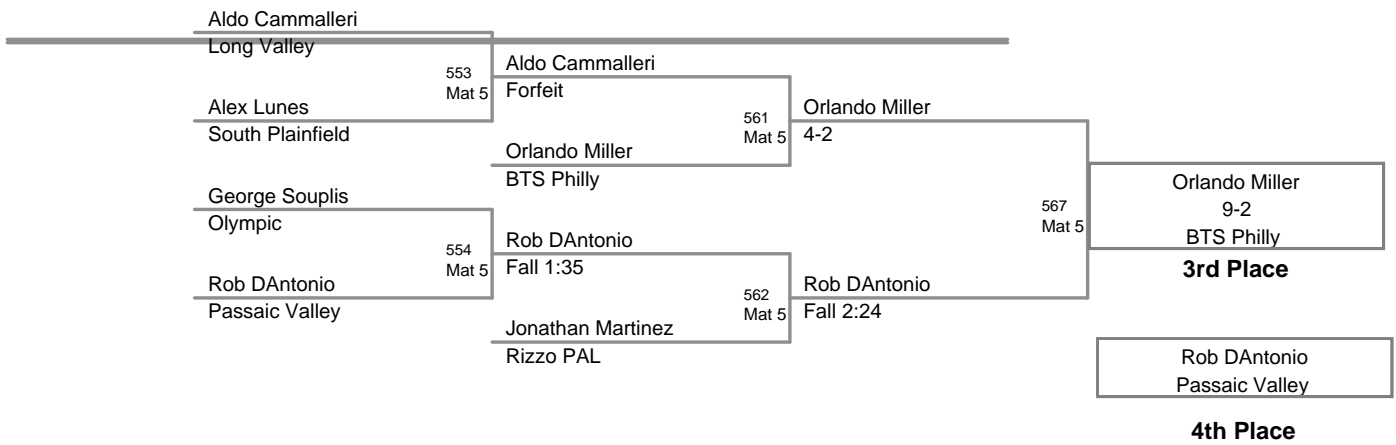 Aldo Cammalleri
Long Valley
553
Mat 5
Alex Lunes
South Plainfield
Aldo Cammalleri
Forfeit
561
Mat 5
Orlando Miller
BTS Philly
Orlando Miller
4-2
George Souplis
Olympic
554
Mat 5
Rob DAntonio
Passaic Valley
Rob DAntonio
Fall 1:35
562
Mat 5
Jonathan Martinez
Rizzo PAL
Rob DAntonio
Fall 2:24
567
Mat 5
Orlando Miller
9-2
BTS Philly
3rd Place
Rob DAntonio
Passaic Valley
4th Place